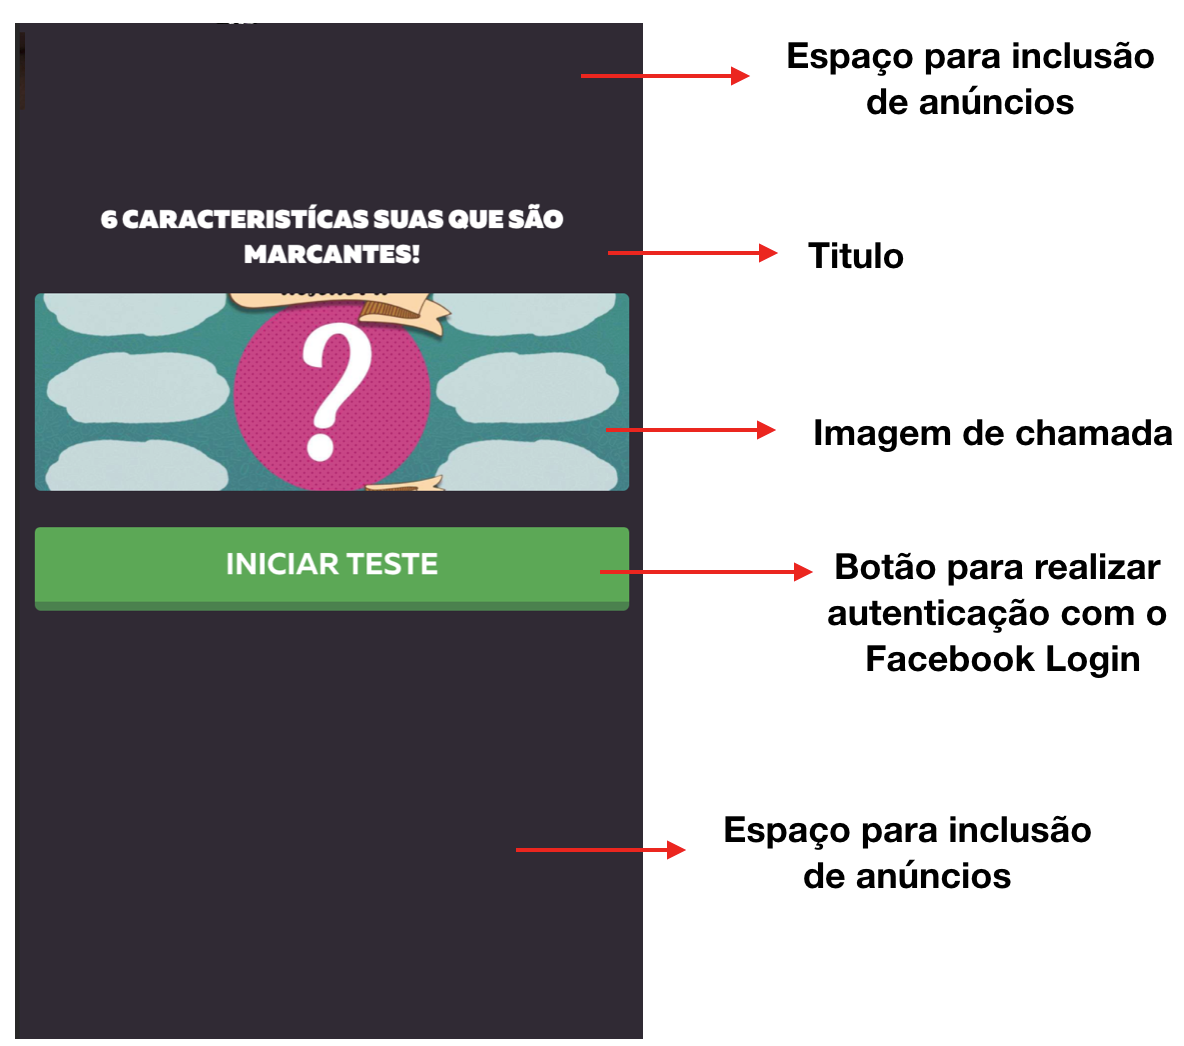 Espaço para inclusão
de anúncios
6 CARACTERISTÍCAS SUAS QUE SÃO
MARCANTES!
Titulo
Imagem de chamada
INICIAR TESTE
Botão para realizar
autenticação com o
Facebook Login
Espaço para inclusão
de anúncios